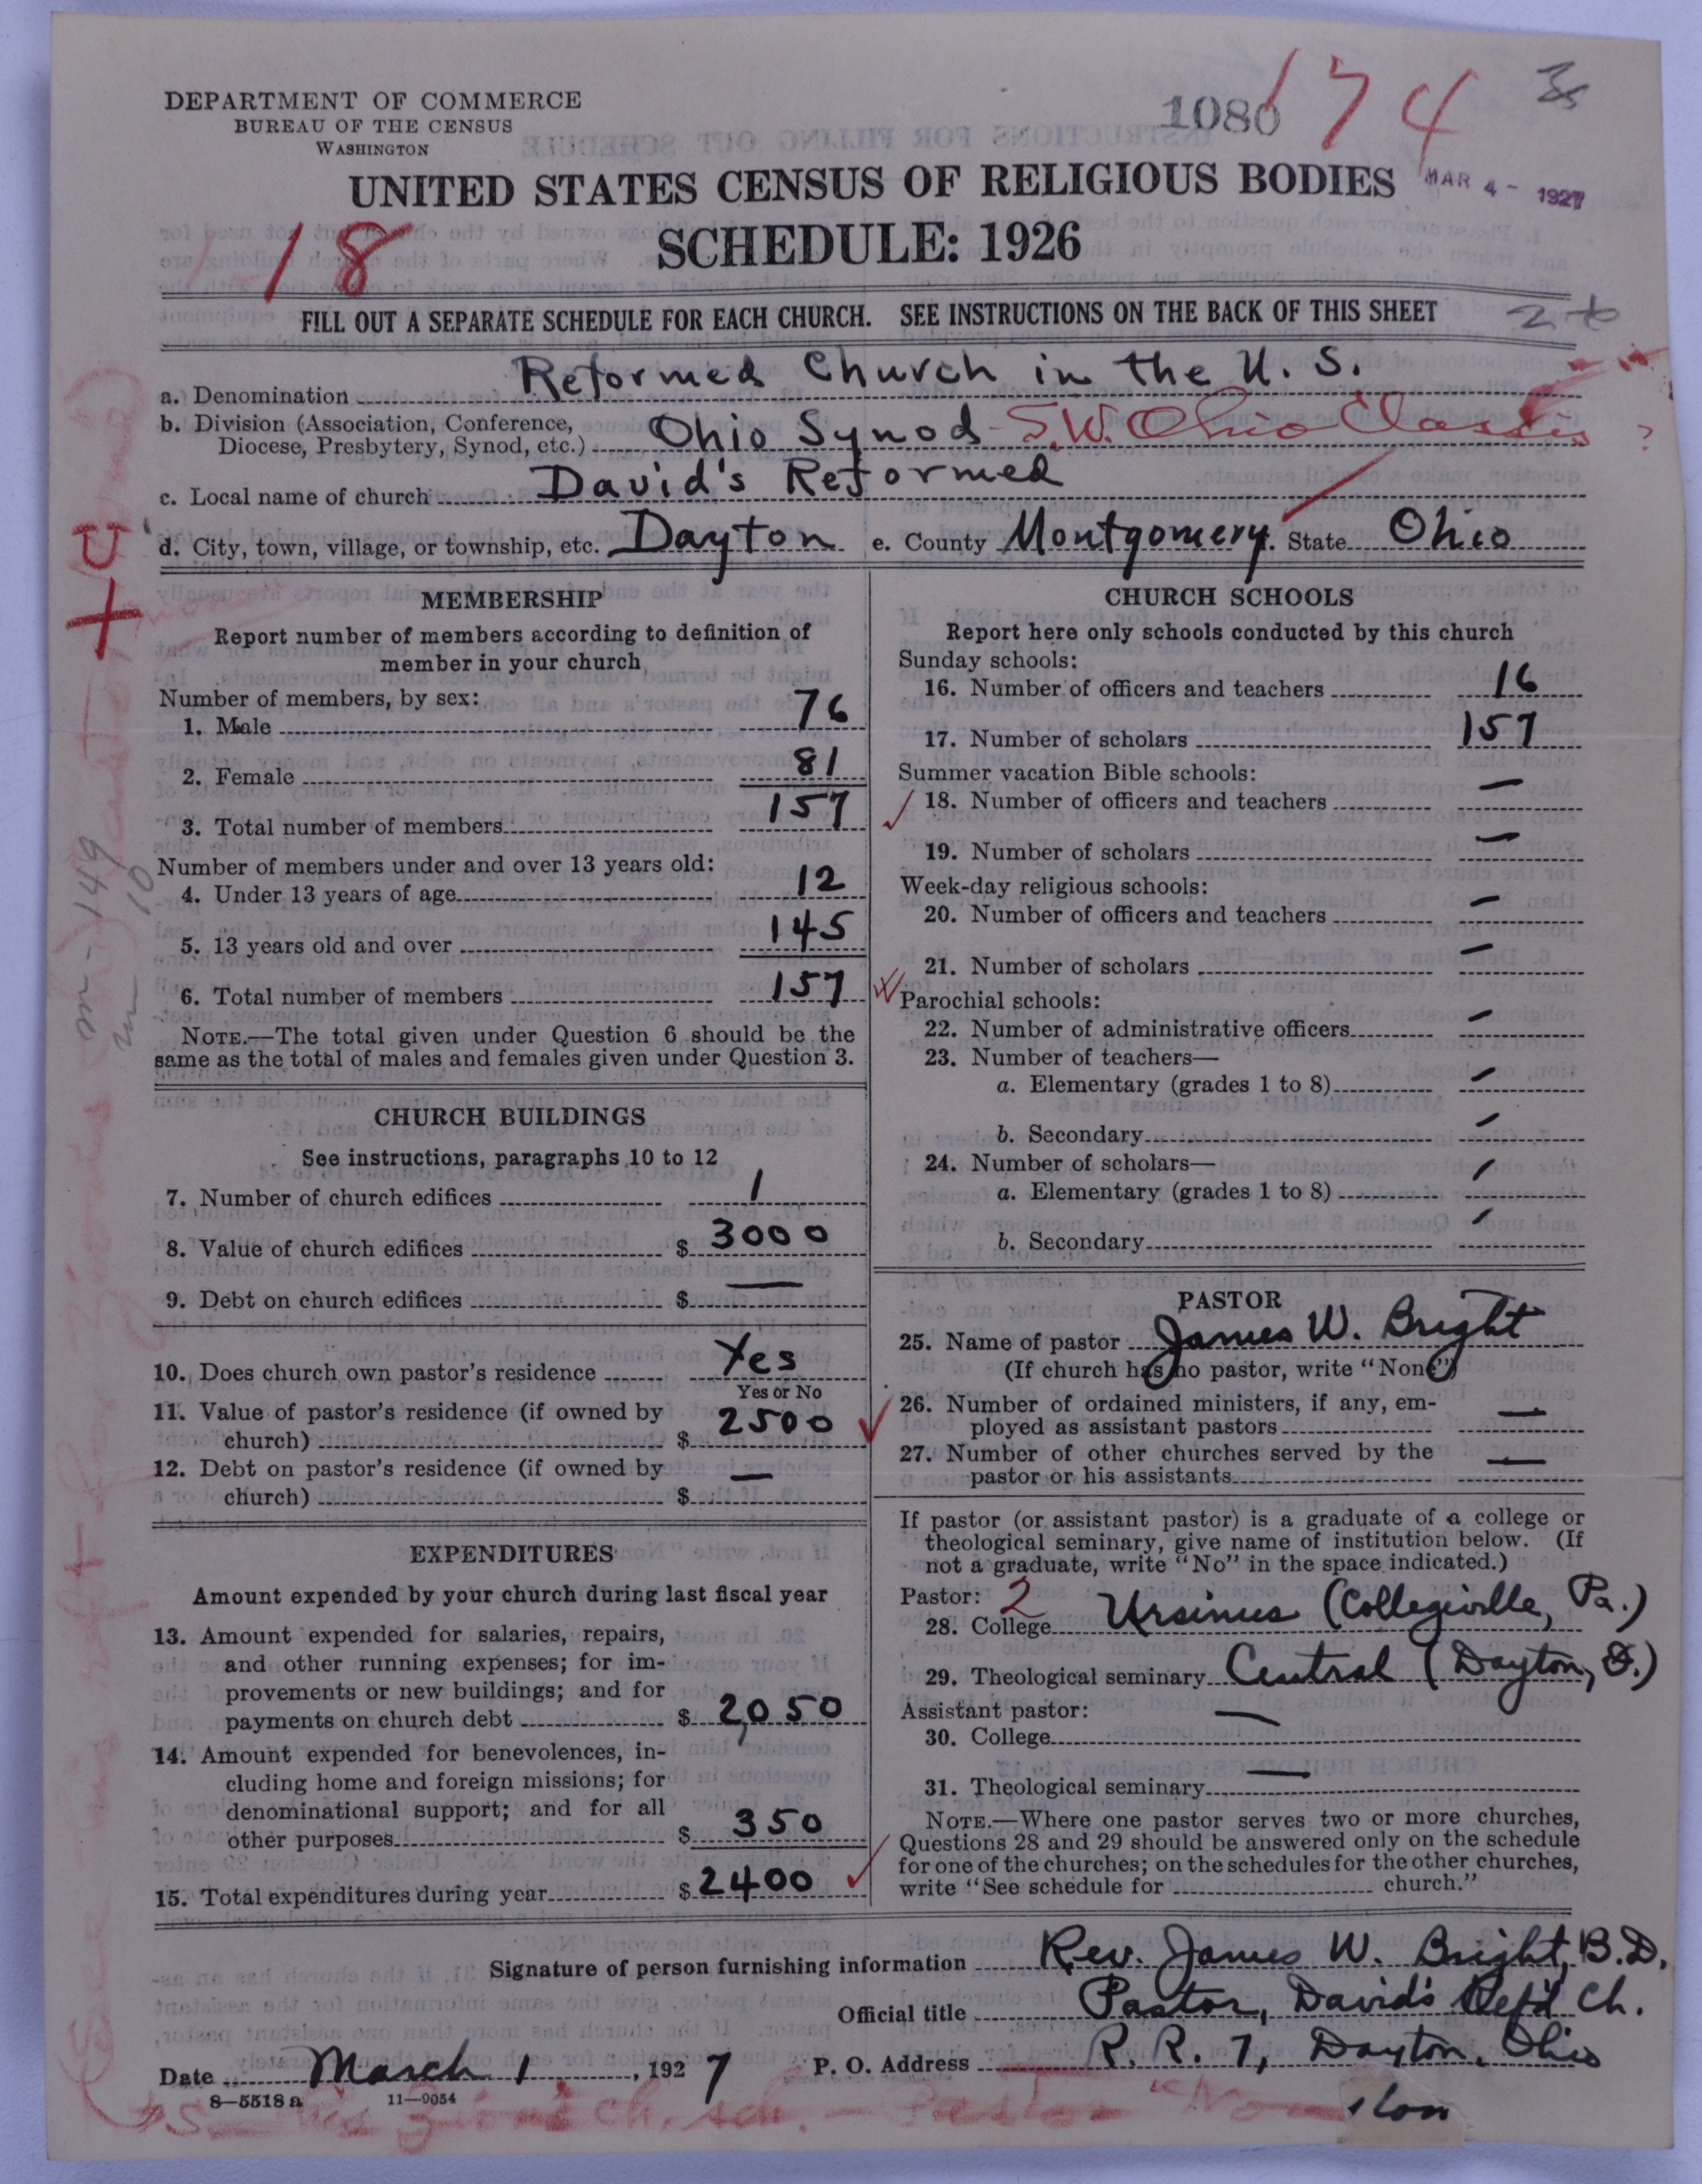 DEPARTMENT OF COMMERCE
BUREAU OF THE CENSUS
WASHINGTON
1080
174
35
MAR 4 - 1927
UNITED STATES CENSUS OF RELIGIOUS BODIES
SCHEDULE: 1926
18
FILL OUT A SEPARATE SCHEDULE FOR EACH CHURCH. SEE INSTRUCTIONS ON THE BACK OF THIS SHEET
a. Denomination Reformed Church in the U. S.
b. Division (Association, Conference, Diocese, Presbytery, Synod, etc.) Ohio Synod - S.W. Ohio Classis ?
c. Local name of church David's Reformed
d. City, town, village, or township, etc. Dayton e. County Montgomery. State Ohio
MEMBERSHIP
Report number of members according to definition of
member in your church
Number of members, by sex:
1. Male 76
2. Female 81
3. Total number of members 157
Number of members under and over 13 years old:
4. Under 13 years of age 12
5. 13 years old and over 145
6. Total number of members 157
NOTE.—The total given under Question 6 should be the
same as the total of males and females given under Question 3.
m - 149
10
CHURCH BUILDINGS
See instructions, paragraphs 10 to 12
7. Number of church edifices 1
8. Value of church edifices $ 3000
9. Debt on church edifices $ —
10. Does church own pastor's residence Yes
Yes or No
11. Value of pastor's residence (if owned by
church) $ 2500
12. Debt on pastor's residence (if owned by
church) $ —
EXPENDITURES
Amount expended by your church during last fiscal year
13. Amount expended for salaries, repairs,
and other running expenses; for im-
provements or new buildings; and for
payments on church debt $ 2,050
14. Amount expended for benevolences, in-
cluding home and foreign missions; for
denominational support; and for all
other purposes $ 350
15. Total expenditures during year $ 2400
CHURCH SCHOOLS
Report here only schools conducted by this church
Sunday schools:
16. Number of officers and teachers 16
17. Number of scholars 157
Summer vacation Bible schools:
18. Number of officers and teachers —
19. Number of scholars —
Week-day religious schools:
20. Number of officers and teachers —
21. Number of scholars —
Parochial schools:
22. Number of administrative officers —
23. Number of teachers—
a. Elementary (grades 1 to 8) —
b. Secondary —
24. Number of scholars—
a. Elementary (grades 1 to 8) —
b. Secondary —
PASTOR
25. Name of pastor James W. Bright
(If church has no pastor, write "None")
26. Number of ordained ministers, if any, em-
ployed as assistant pastors —
27. Number of other churches served by the
pastor or his assistants —
If pastor (or assistant pastor) is a graduate of a college or
theological seminary, give name of institution below. (If
not a graduate, write "No" in the space indicated.)
Pastor: 2
28. College Ursinus (Collegeville, Pa.)
29. Theological seminary Central (Dayton, O.)
Assistant pastor:
30. College —
31. Theological seminary —
NOTE.—Where one pastor serves two or more churches,
Questions 28 and 29 should be answered only on the schedule
for one of the churches; on the schedules for the other churches,
write "See schedule for church."
Signature of person furnishing information Rev. James W. Bright, B.D.
Official title Pastor, David's Ref'd Ch.
Date March 1, 1927 P. O. Address R. R. 7, Dayton, Ohio
8—5518 a 11—9054